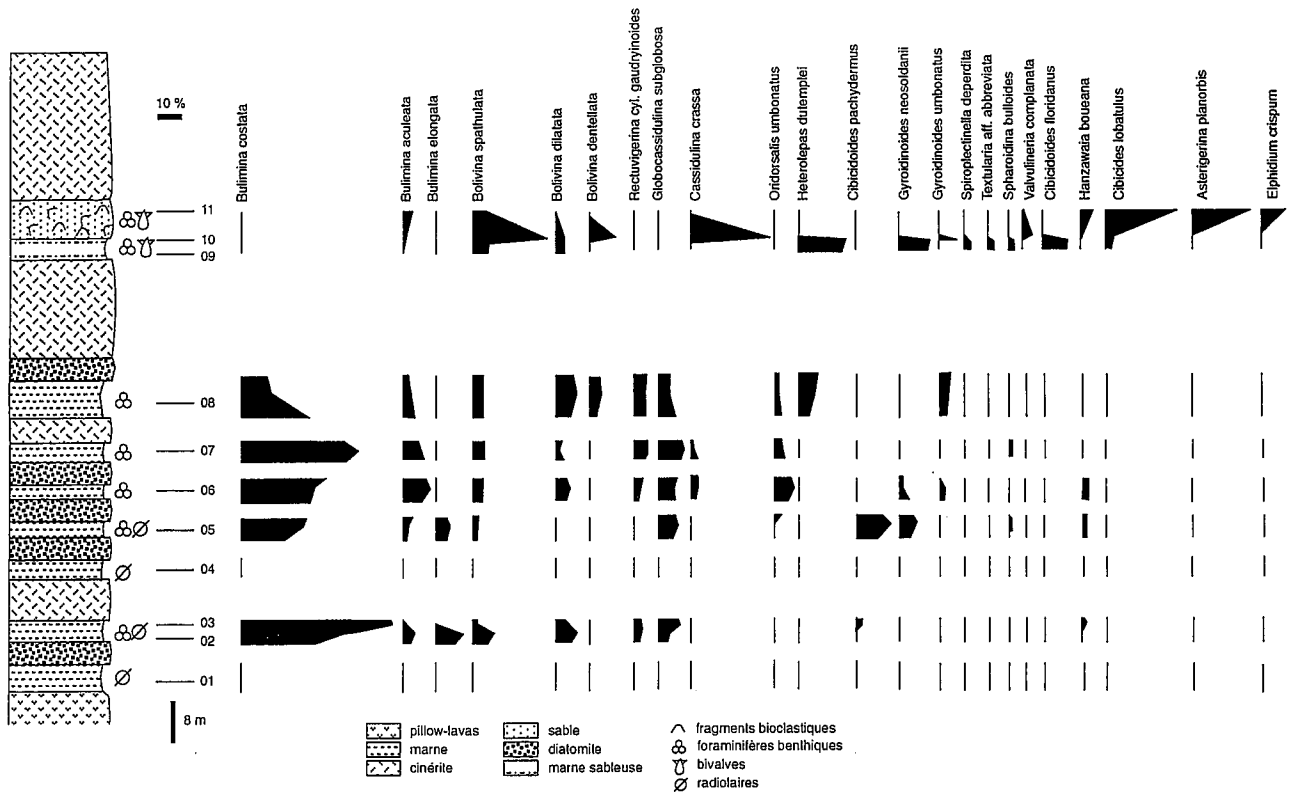 10 %
Bulimina costata
Bulimina aculeata
Bulimina elongata
Bolivina spathulata
Bolivina dilatata
Bolivina dentellata
Rectuvigerina cyl. gaudryinoides
Globocassidulina subglobosa
Cassidulina crassa
Oridorsalis umbonatus
Heterolepas dutemplei
Cibicidoides pachydermus
Gyroidinoides neosoldanii
Gyrodinoides umbonatus
Spiroplectinella deperdita
Textularia aff. abbreviata
Spharoidina bulloides
Valvulineria complanata
Cibicidoides floridanus
Hanzawaia boueana
Cibicides lobatulus
Asterigerina planorbis
Elphidium crispum
11
10
09
08
07
06
05
04
03
02
01
8 m
pillow-lavas
marne
cinérite
sable
diatomite
marne sableuse
fragments bioclastiques
foraminifères benthiques
bivalves
radiolaires